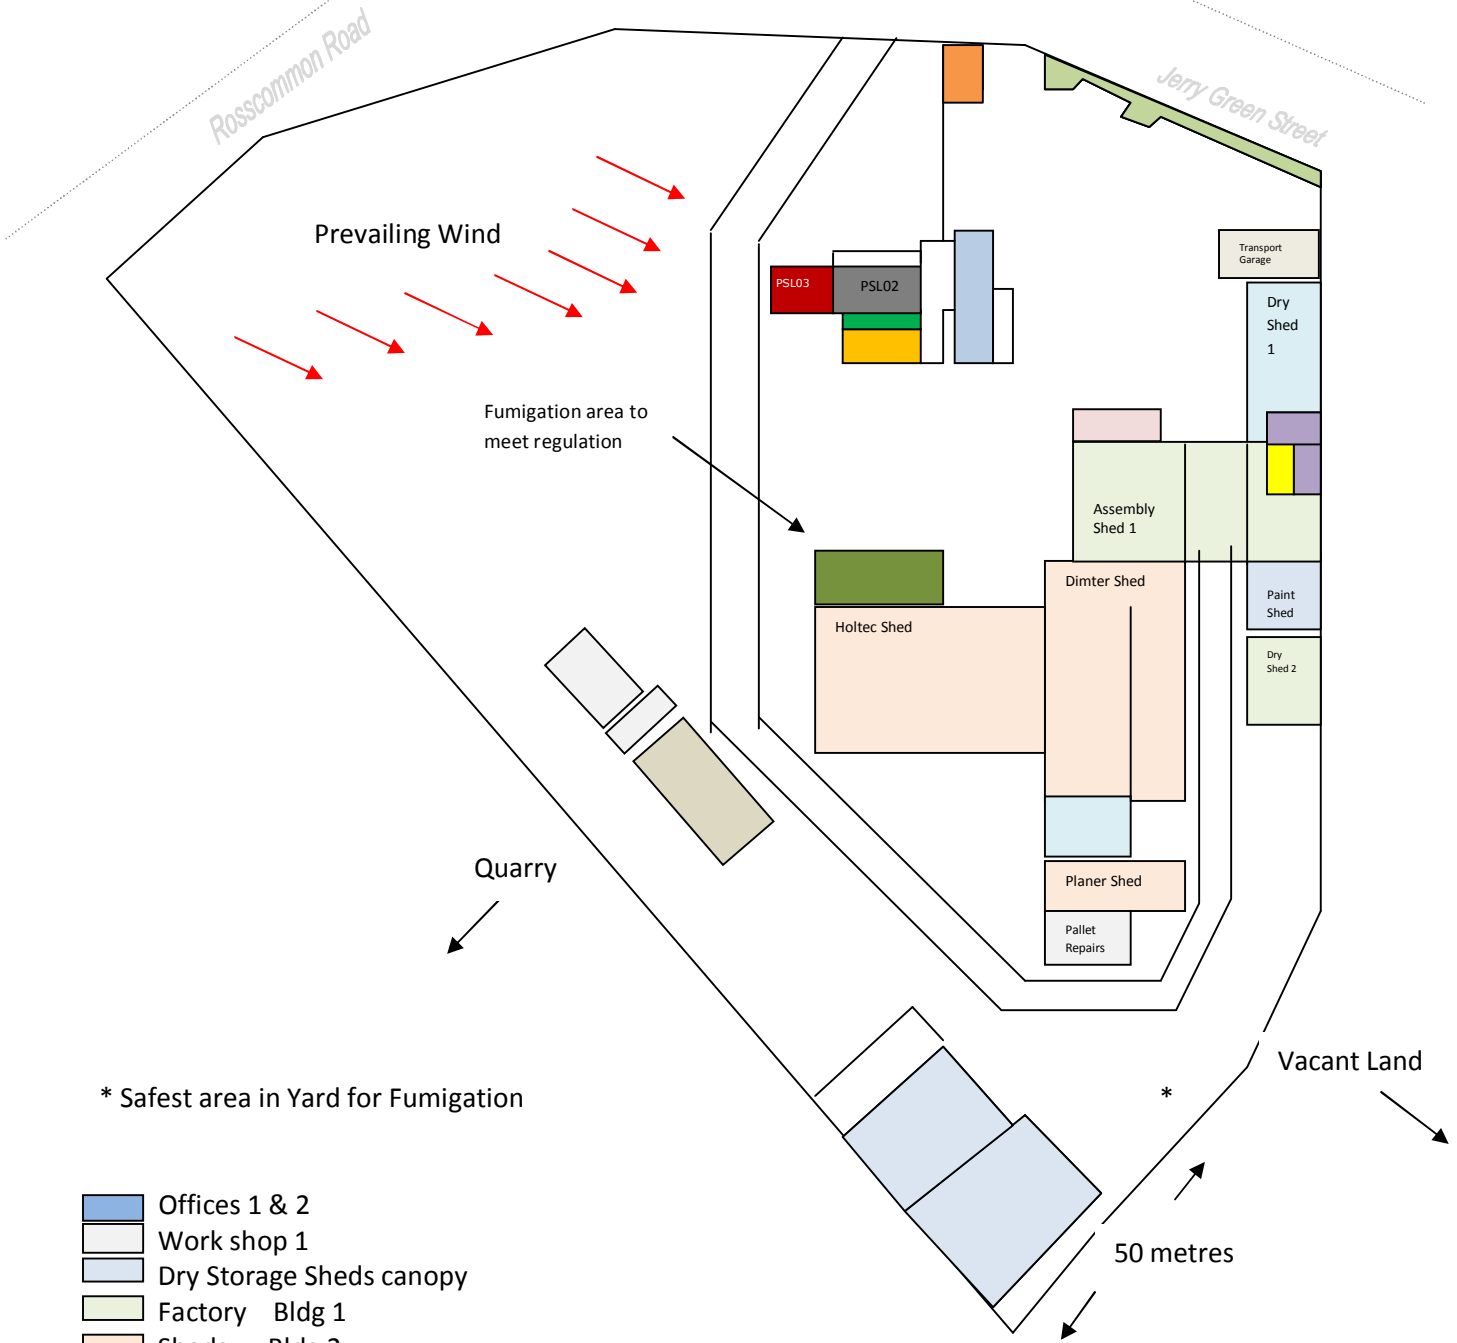 Rosscommon Road
Jerry Green Street
Prevailing Wind
Transport
Garage
PSL03
PSL02
Dry
Shed
1
Fumigation area to
meet regulation
Assembly
Shed 1
Dimter Shed
Paint
Shed
Holtec Shed
Dry
Shed 2
Quarry
Planer Shed
Pallet
Repairs
Vacant Land
* Safest area in Yard for Fumigation
*
Offices 1 & 2
Work shop 1
50 metres
Dry Storage Sheds canopy
Factory Bldg 1